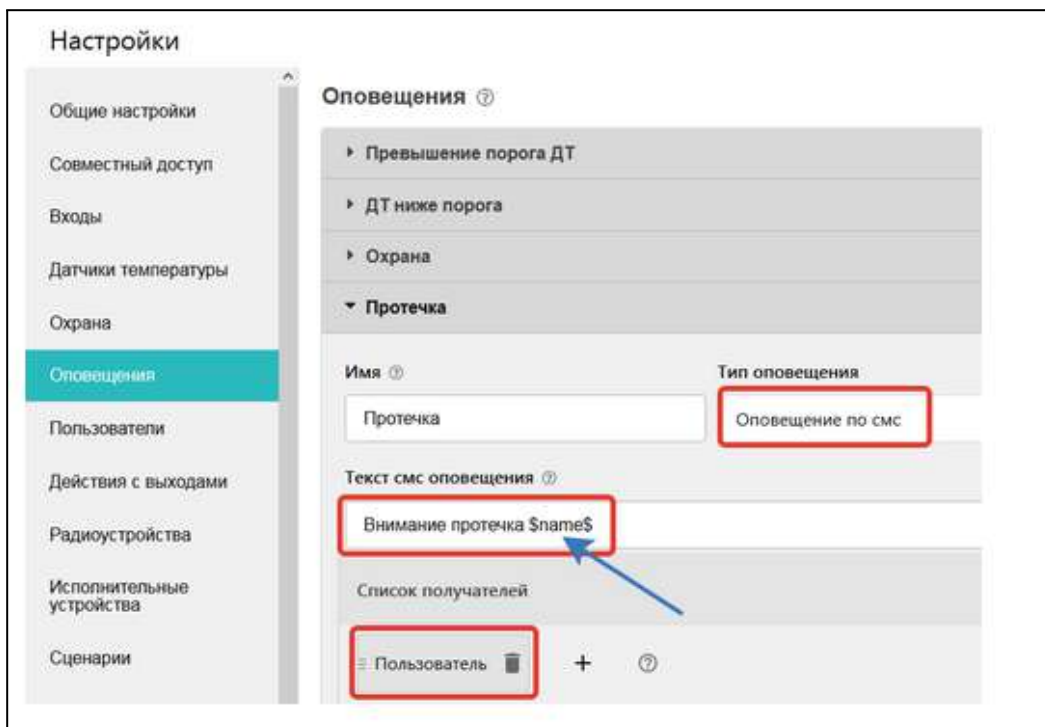 Настройки
Общие настройки
Совместный доступ
Входы
Датчики температуры
Охрана
Оповещения
Пользователи
Действия с выходами
Радиоустройства
Исполнительные
устройства
Сценарии
Оповещения
Превышение порога ДТ
ДТ ниже порога
Охрана
Протечка
Имя
Тип оповещения
Протечка
Оповещение по смс
Текст смс оповещения
Внимание протечка $name$
Список получателей
Пользователь
+